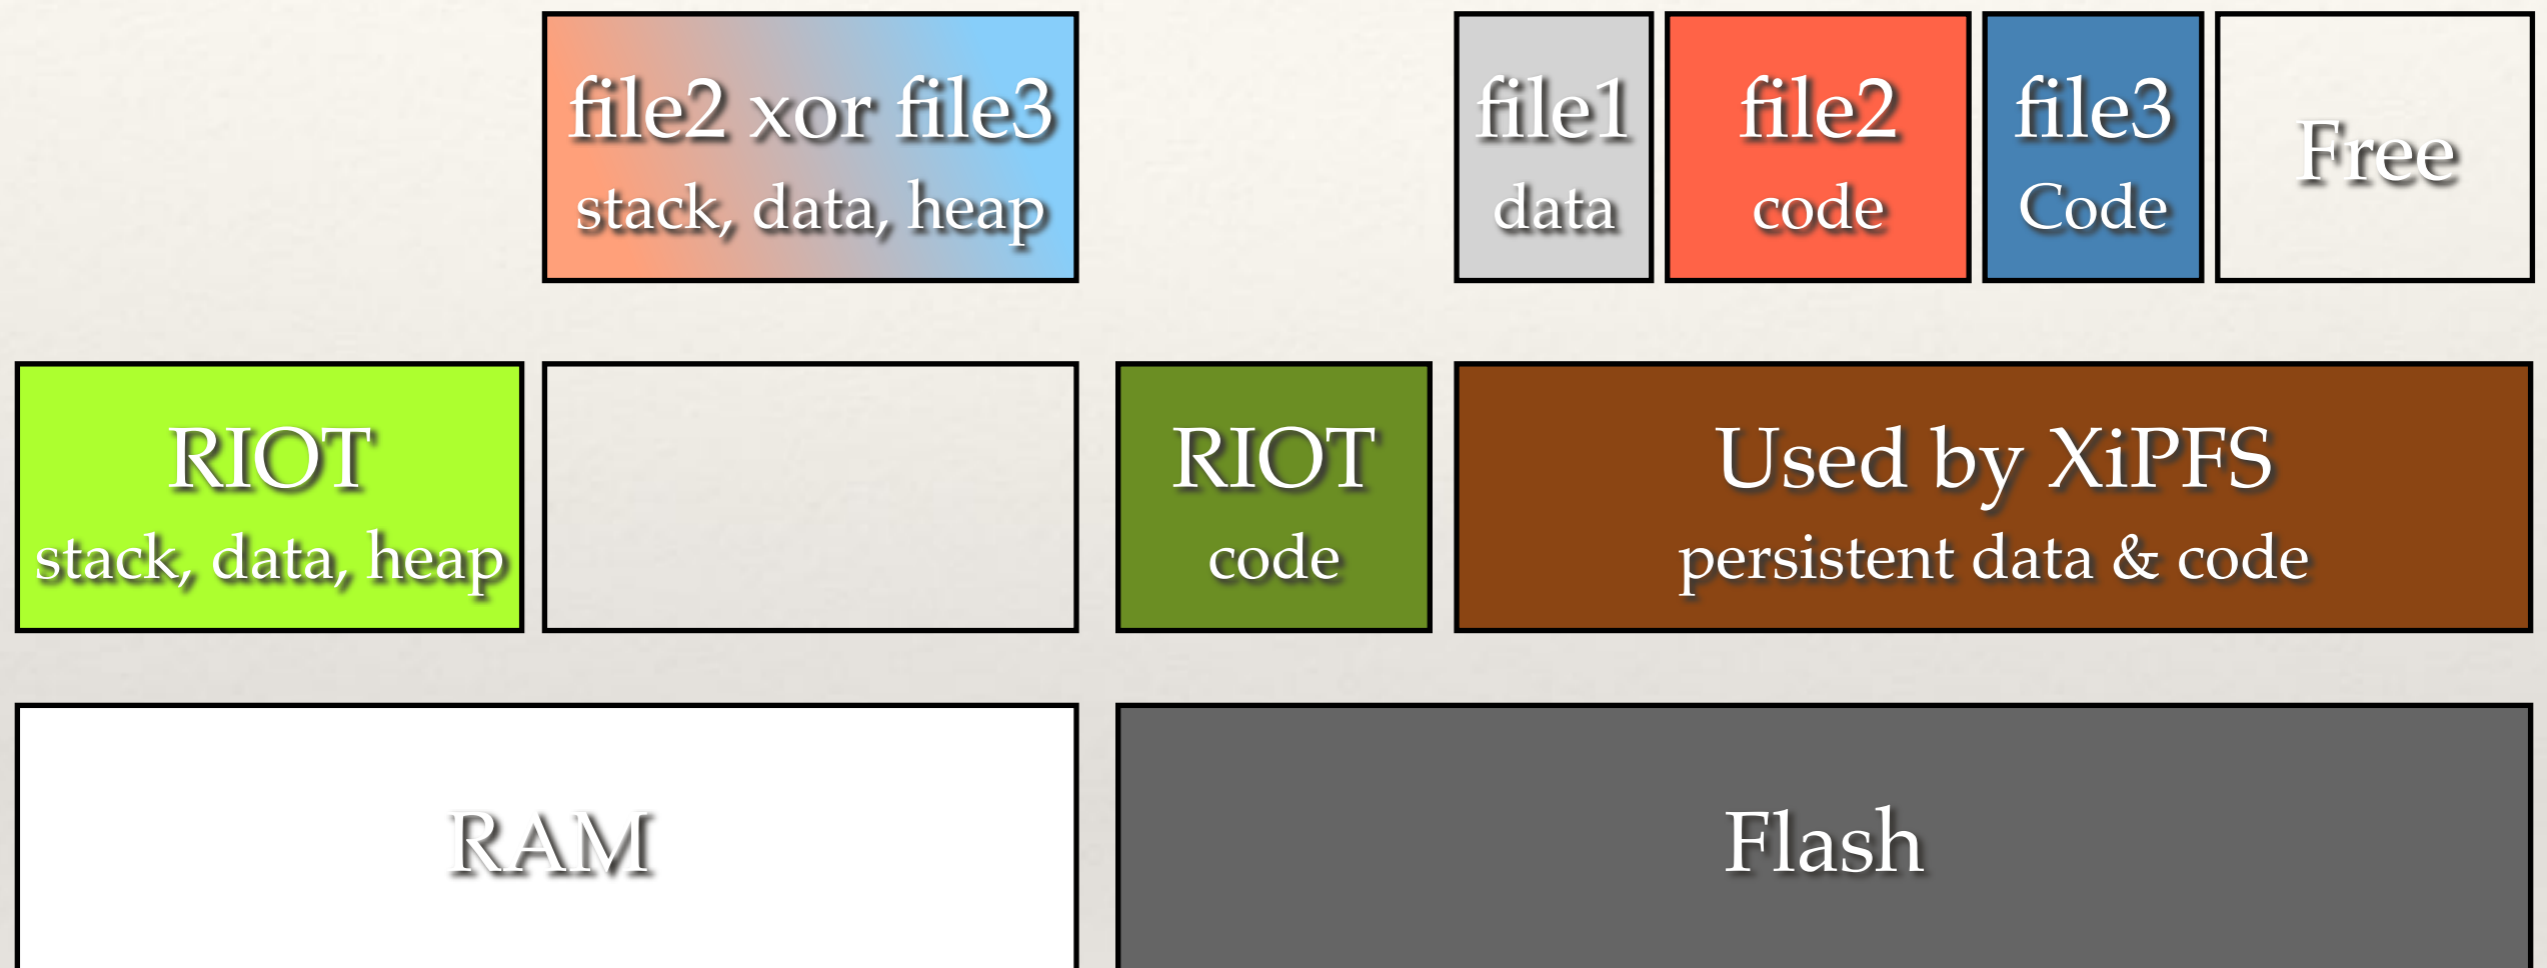 file2 xor file3
stack, data, heap
file1
data
file2
code
file3
Code
Free
RIOT
stack, data, heap
RIOT
code
Used by XiPFS
persistent data & code
RAM
Flash